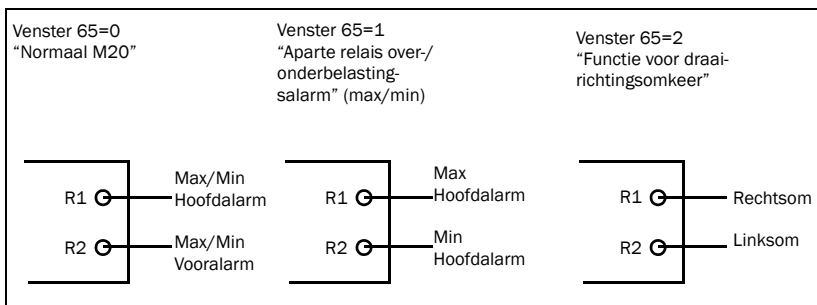 Venster 65=0
“Normaal M20”
Venster 65=1
“Aparte relais over-/
onderbelasting-
salarm” (max/min)
Venster 65=2
“Functie voor draai-
richtingsomkeer”
R1
Max/Min
Hoofdalarm
R2
Max/Min
Vooralarm
R1
Max
Hoofdalarm
R2
Min
Hoofdalarm
R1
Rechtsom
R2
Linksom